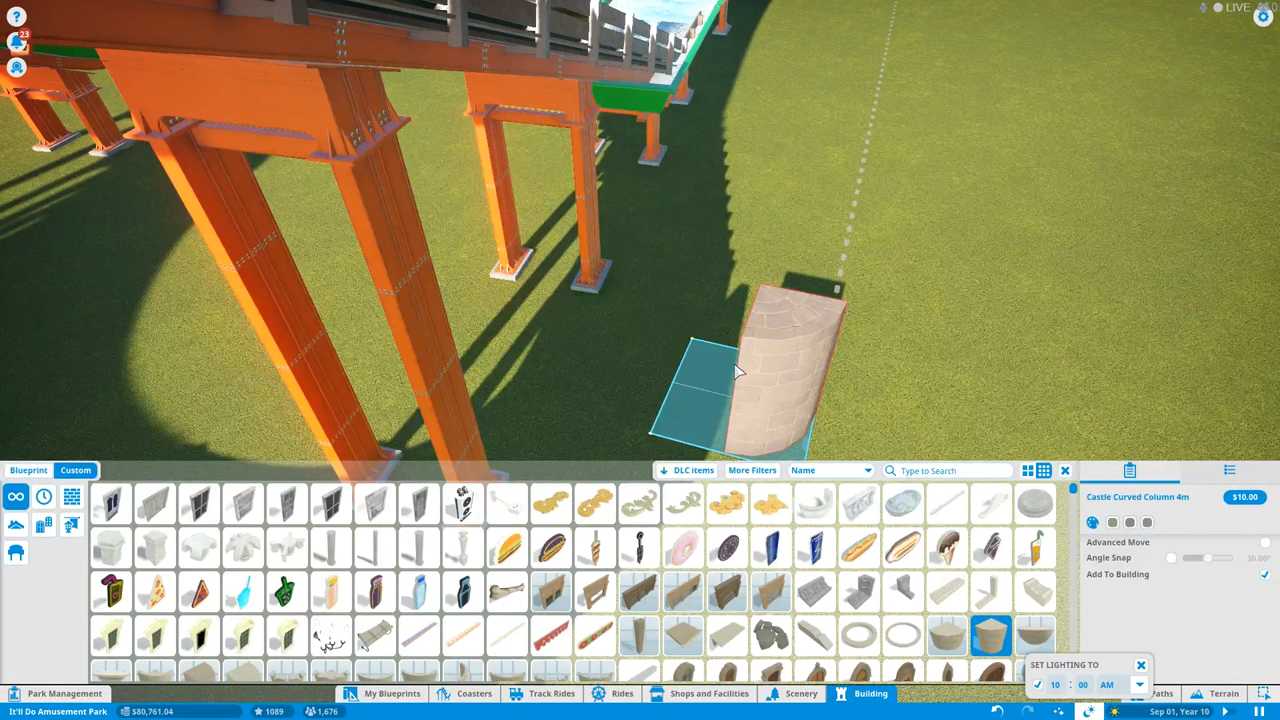 ?
LIVE
0
23
Blueprint
Custom
DLC items
More Filters
Name
Type to Search
Castle Curved Column 4m
$10.00
Advanced Move
Angle Snap
30.00°
Add To Building
SET LIGHTING TO
10 : 00 AM
Park Management
My Blueprints
Coasters
Track Rides
Rides
Shops and Facilities
Scenery
Building
Paths
Terrain
It'll Do Amusement Park
$80,761.04
1089
1,676
Sep 01, Year 10